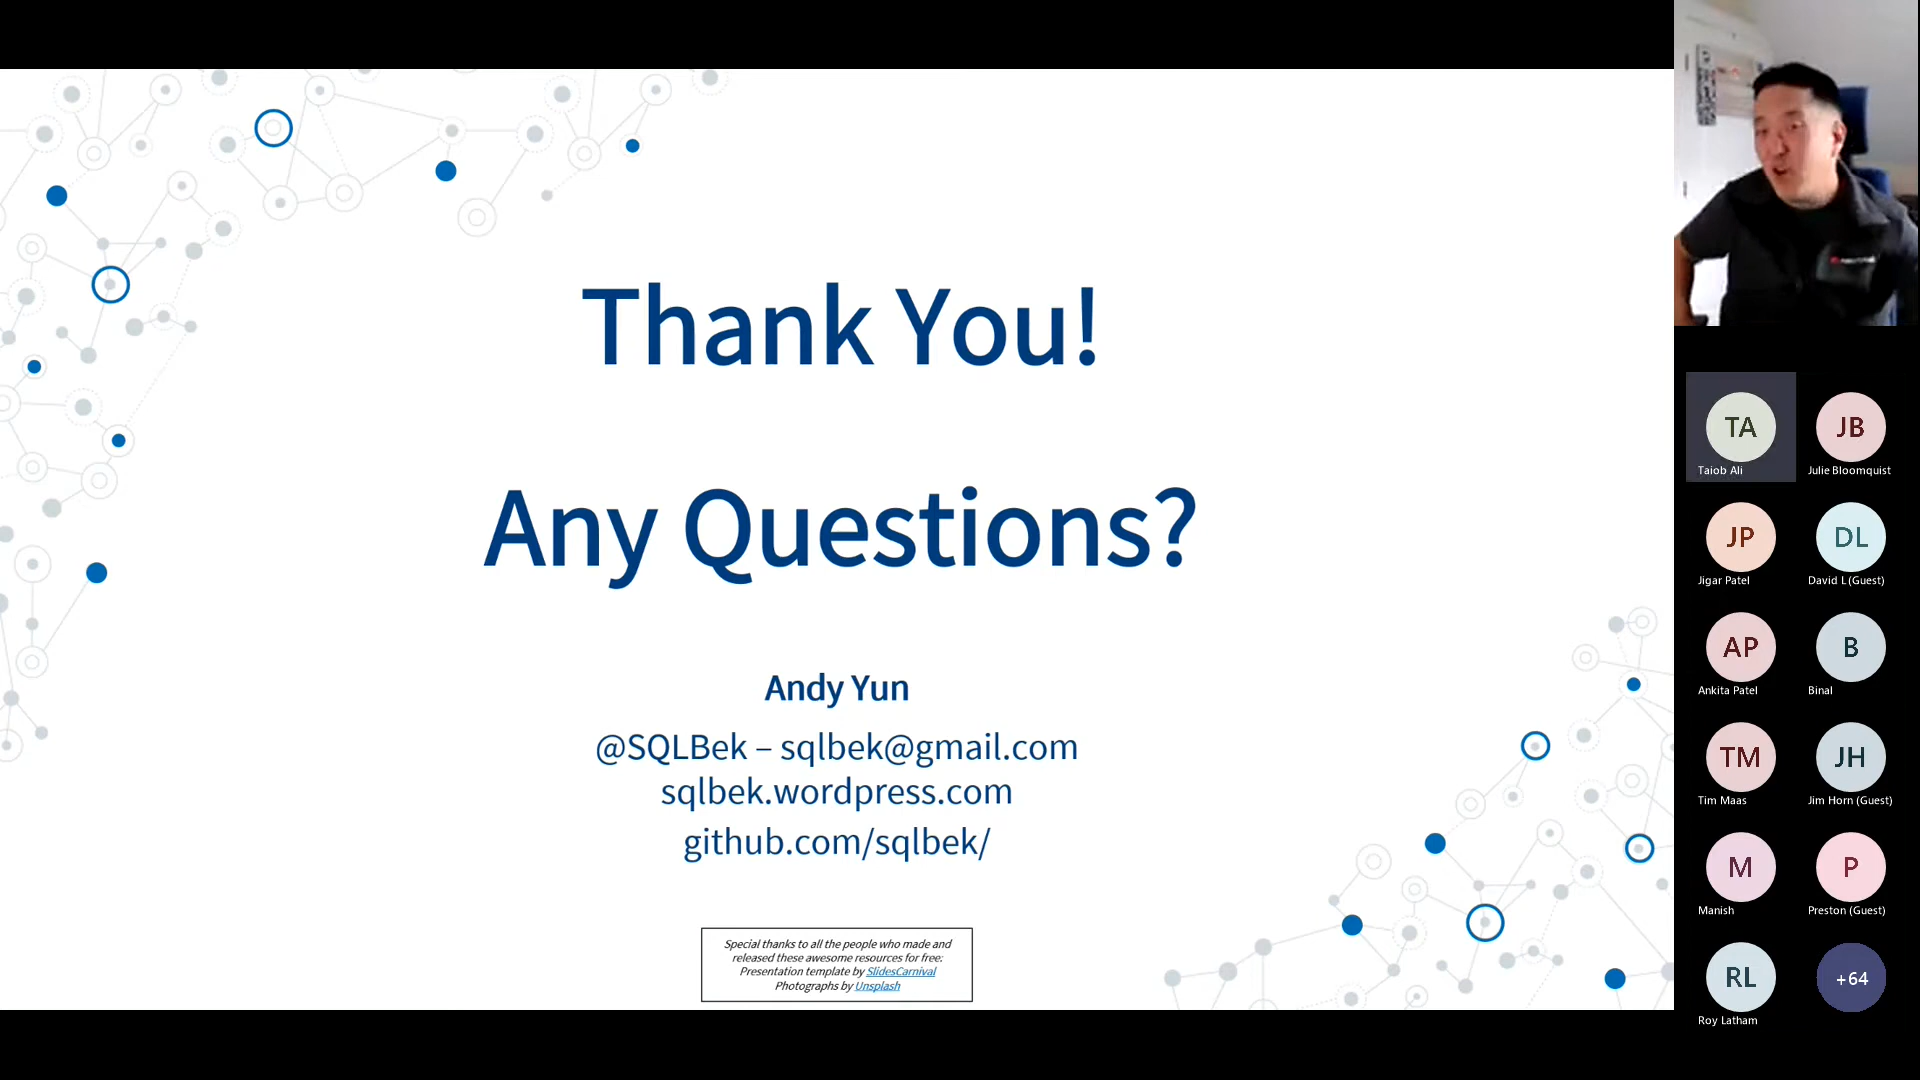 Thank You!
Any Questions?
Andy Yun
@SQLBek – sqlbek@gmail.com
sqlbek.wordpress.com
github.com/sqlbek/
Special thanks to all the people who made and
released these awesome resources for free:
Presentation template by SlidesCarnival
Photographs by Unsplash
TA
Taiob Ali
JB
Julie Bloomquist
JP
Jigar Patel
DL
David L (Guest)
AP
Ankita Patel
B
Binal
TM
Tim Maas
JH
Jim Horn (Guest)
M
Manish
P
Preston (Guest)
RL
Roy Latham
+64